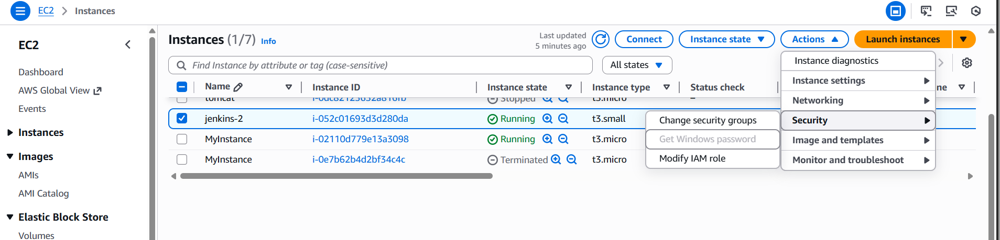 EC2 Instances
EC2
Dashboard
AWS Global View
Events
Instances
Images
AMIs
AMI Catalog
Elastic Block Store
Volumes
Instances (1/7) Info
Last updated
5 minutes ago
Connect
Instance state
Actions
Launch instances
Find Instance by attribute or tag (case-sensitive)
All states
Name Instance ID Instance state Instance type Status check ne
tomcat i-0dc82125652a816fb Stopped t3.micro –
jenkins-2 i-052c01693d3d280da Running t3.small
MyInstance i-02110d779e13a3098 Running t3.micro
MyInstance i-0e7b62b4d2bf34c4c Terminated t3.micro
Instance diagnostics
Instance settings
Networking
Security
Image and templates
Monitor and troubleshoot
Change security groups
Get Windows password
Modify IAM role